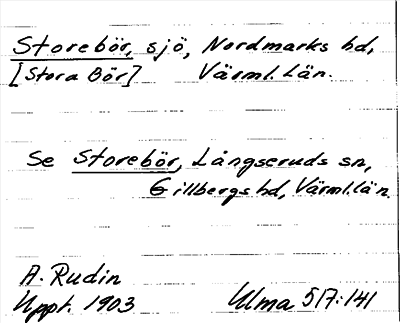 Storebör, sjö, Nordmarks hd,
[Stora Bör] Värml. Län.
Se Storebör, Långseruds sn,
Gillbergs hd, Värml. län.
A. Rudin
Uppt. 1903 Ulma 517:141